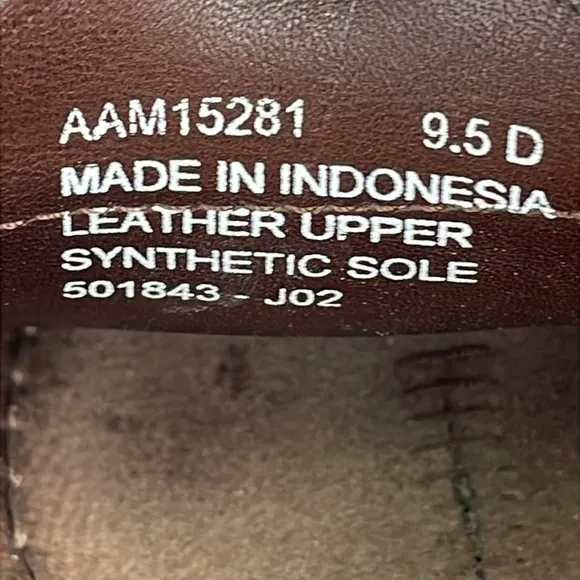 AAM15281 9.5 D
MADE IN INDONESIA
LEATHER UPPER
SYNTHETIC SOLE
501843 - J02